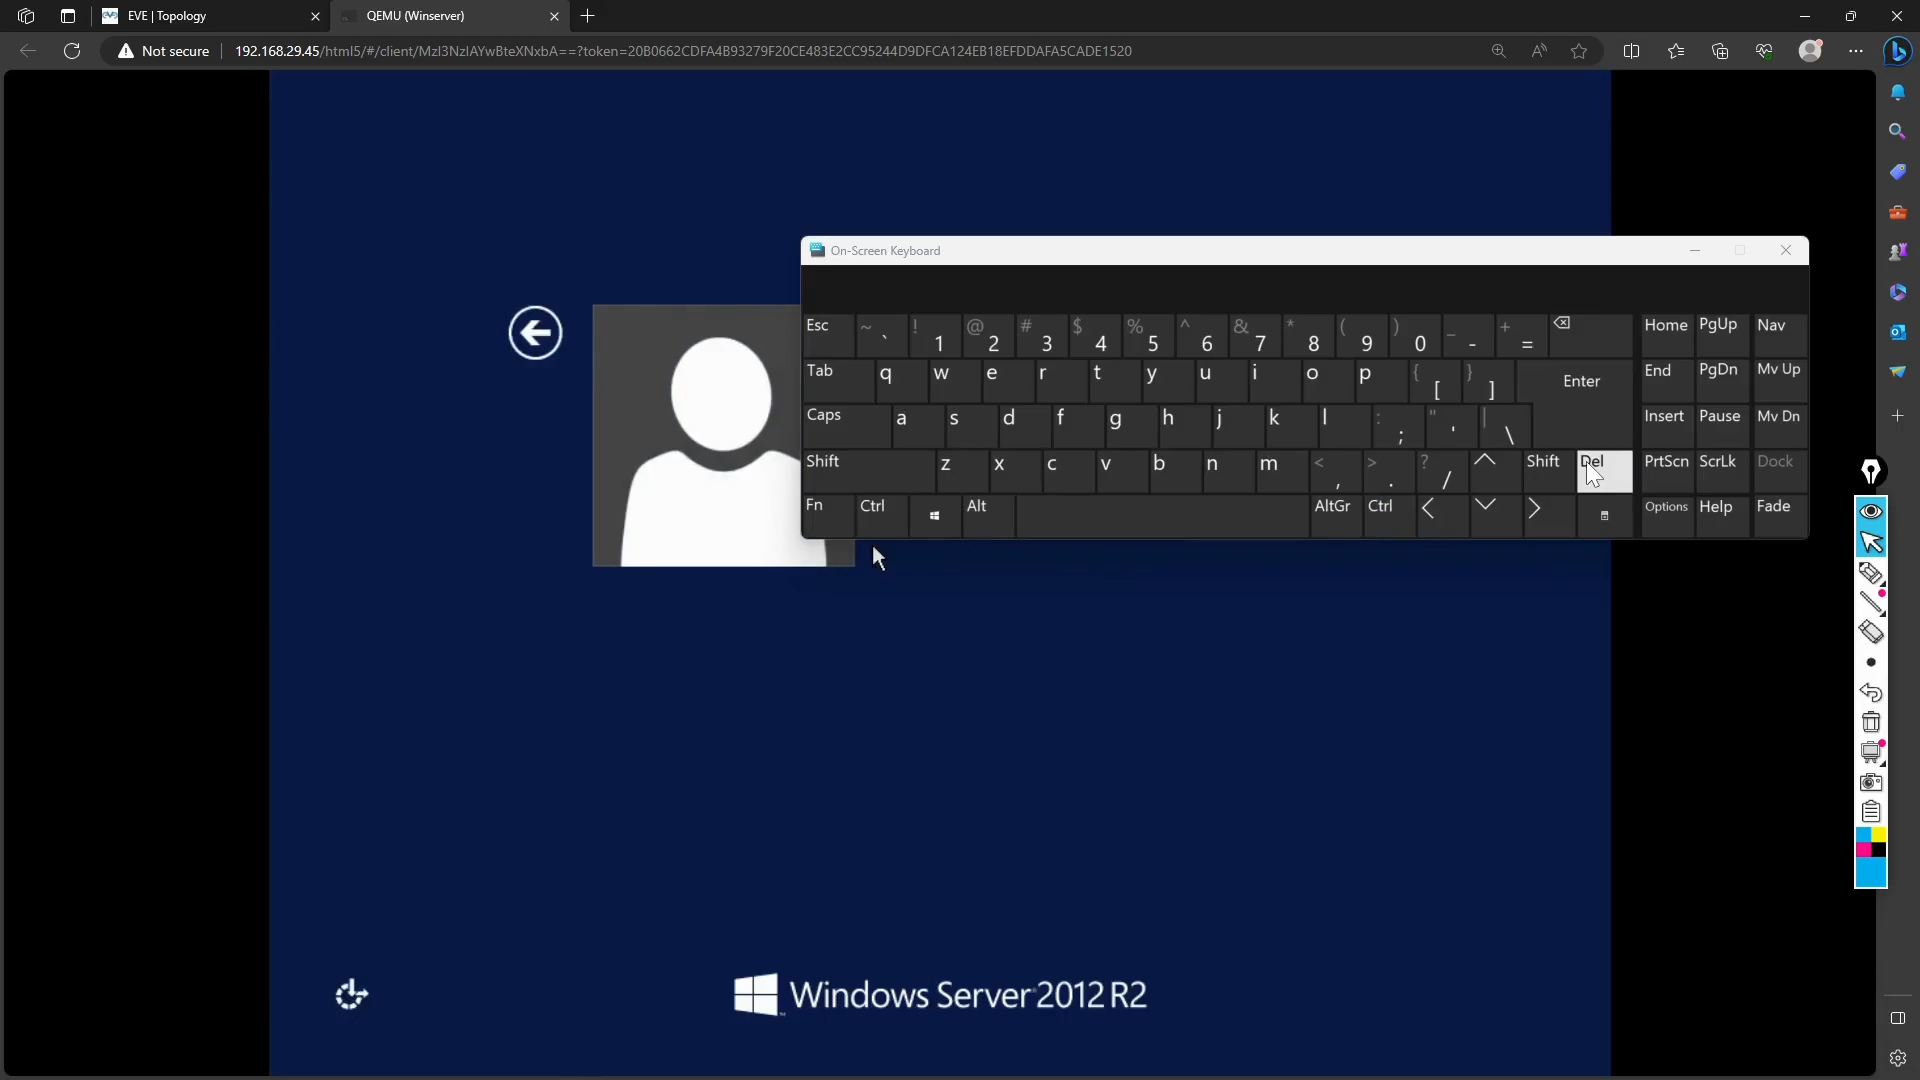 EVE | Topology
QEMU (Winserver)
Not secure
192.168.29.45/html5/#/client/MzI3NzIAYwBteXNxbA==?token=20B0662CDFA4B93279F20CE483E2CC95244D9DFCA124EB18EFDDAFA5CADE1520
On-Screen Keyboard
Esc ~ ` ! 1 @ 2 # 3 $ 4 % 5 ^ 6 & 7 * 8 ( 9 ) 0 _ - + = Home PgUp Nav
Tab q w e r t y u i o p { [ } ] Enter End PgDn Mv Up
Caps a s d f g h j k l : ; " ' | \ Insert Pause Mv Dn
Shift z x c v b n m < , > . ? / Shift Del PrtScn ScrLk Dock
Fn Ctrl Alt AltGr Ctrl Options Help Fade
Windows Server 2012 R2